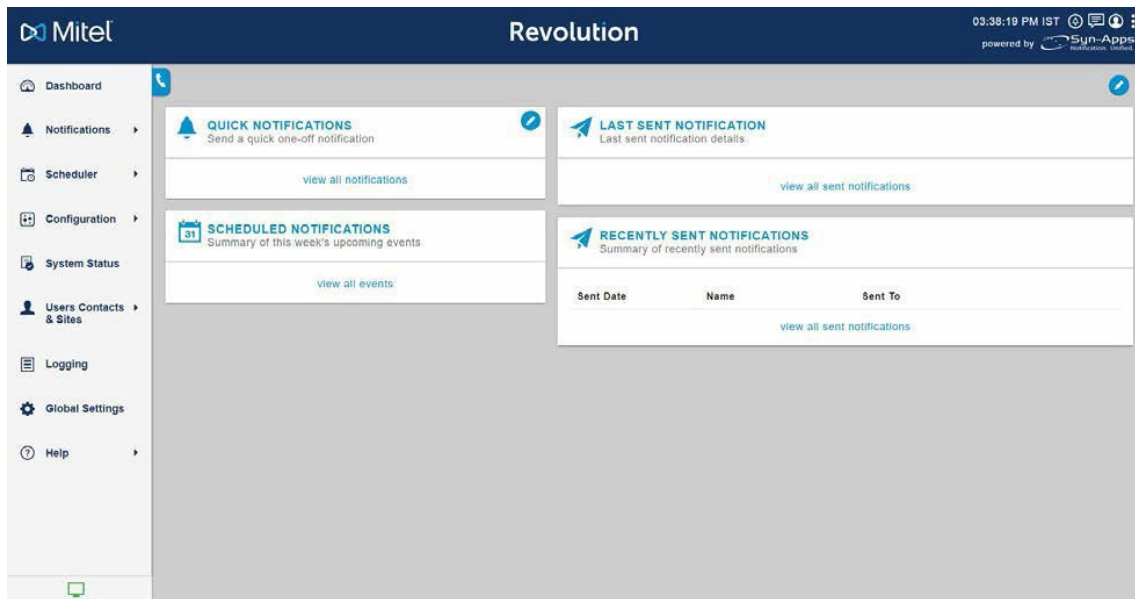 Mitel
Revolution
03:38:19 PM IST
powered by Syn-Apps
Notification. Unified.
Dashboard
Notifications
Scheduler
Configuration
System Status
Users Contacts
& Sites
Logging
Global Settings
Help
QUICK NOTIFICATIONS
Send a quick one-off notification
view all notifications
31
SCHEDULED NOTIFICATIONS
Summary of this week's upcoming events
view all events
LAST SENT NOTIFICATION
Last sent notification details
view all sent notifications
RECENTLY SENT NOTIFICATIONS
Summary of recently sent notifications
Sent Date Name Sent To
view all sent notifications